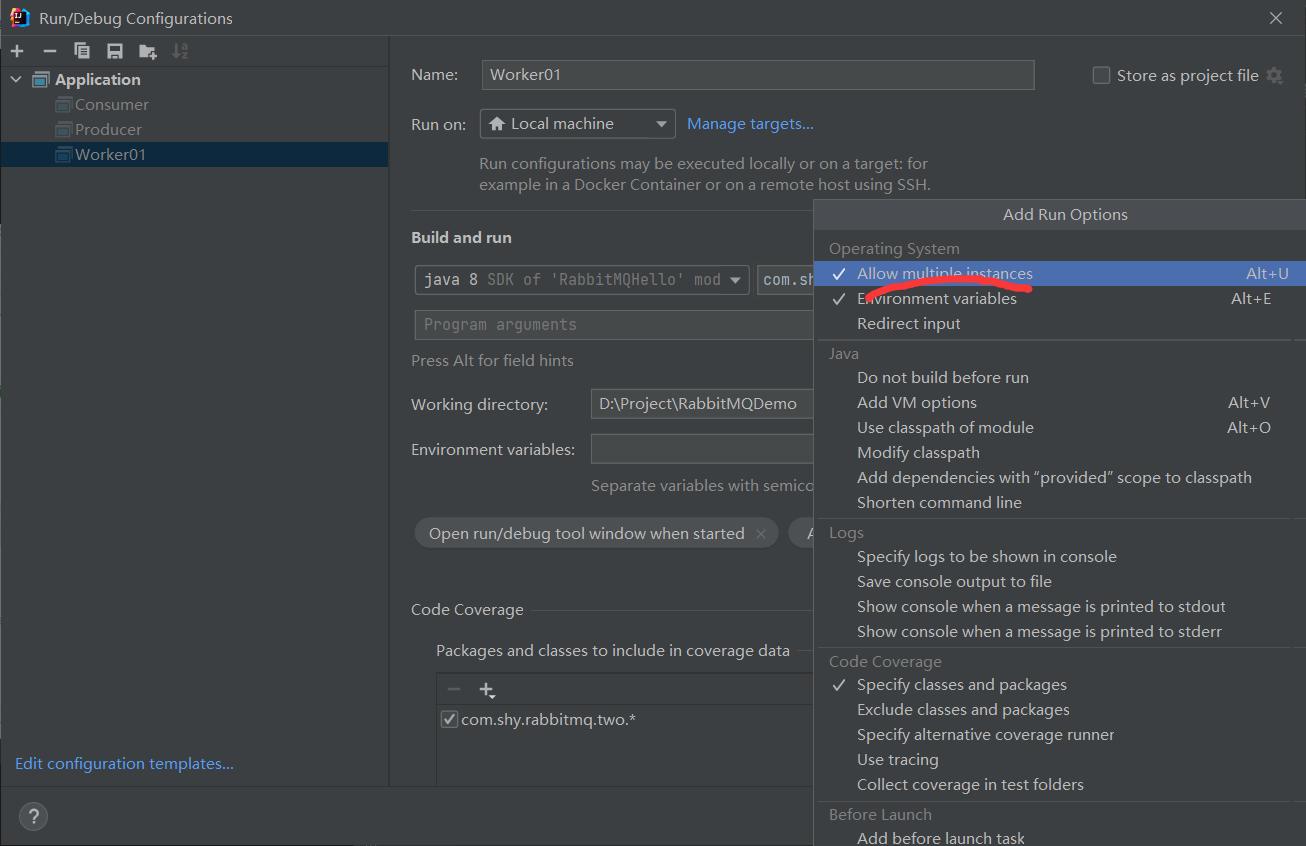 Run/Debug Configurations
Application
Consumer
Producer
Worker01
Edit configuration templates...
?
Name: Worker01
Store as project file
Run on: Local machine Manage targets...
Run configurations may be executed locally or on a target: for
example in a Docker Container or on a remote host using SSH.
Build and run
java 8 SDK of 'RabbitMQHello' mod com.sh
Program arguments
Press Alt for field hints
Working directory: D:\Project\RabbitMQDemo
Environment variables:
Separate variables with semico
Open run/debug tool window when started
Code Coverage
Packages and classes to include in coverage data
com.shy.rabbitmq.two.*
Add Run Options
Operating System
Allow multiple instances Alt+U
Environment variables Alt+E
Redirect input
Java
Do not build before run
Add VM options Alt+V
Use classpath of module Alt+O
Modify classpath
Add dependencies with “provided” scope to classpath
Shorten command line
Logs
Specify logs to be shown in console
Save console output to file
Show console when a message is printed to stdout
Show console when a message is printed to stderr
Code Coverage
Specify classes and packages
Exclude classes and packages
Specify alternative coverage runner
Use tracing
Collect coverage in test folders
Before Launch
Add before launch task